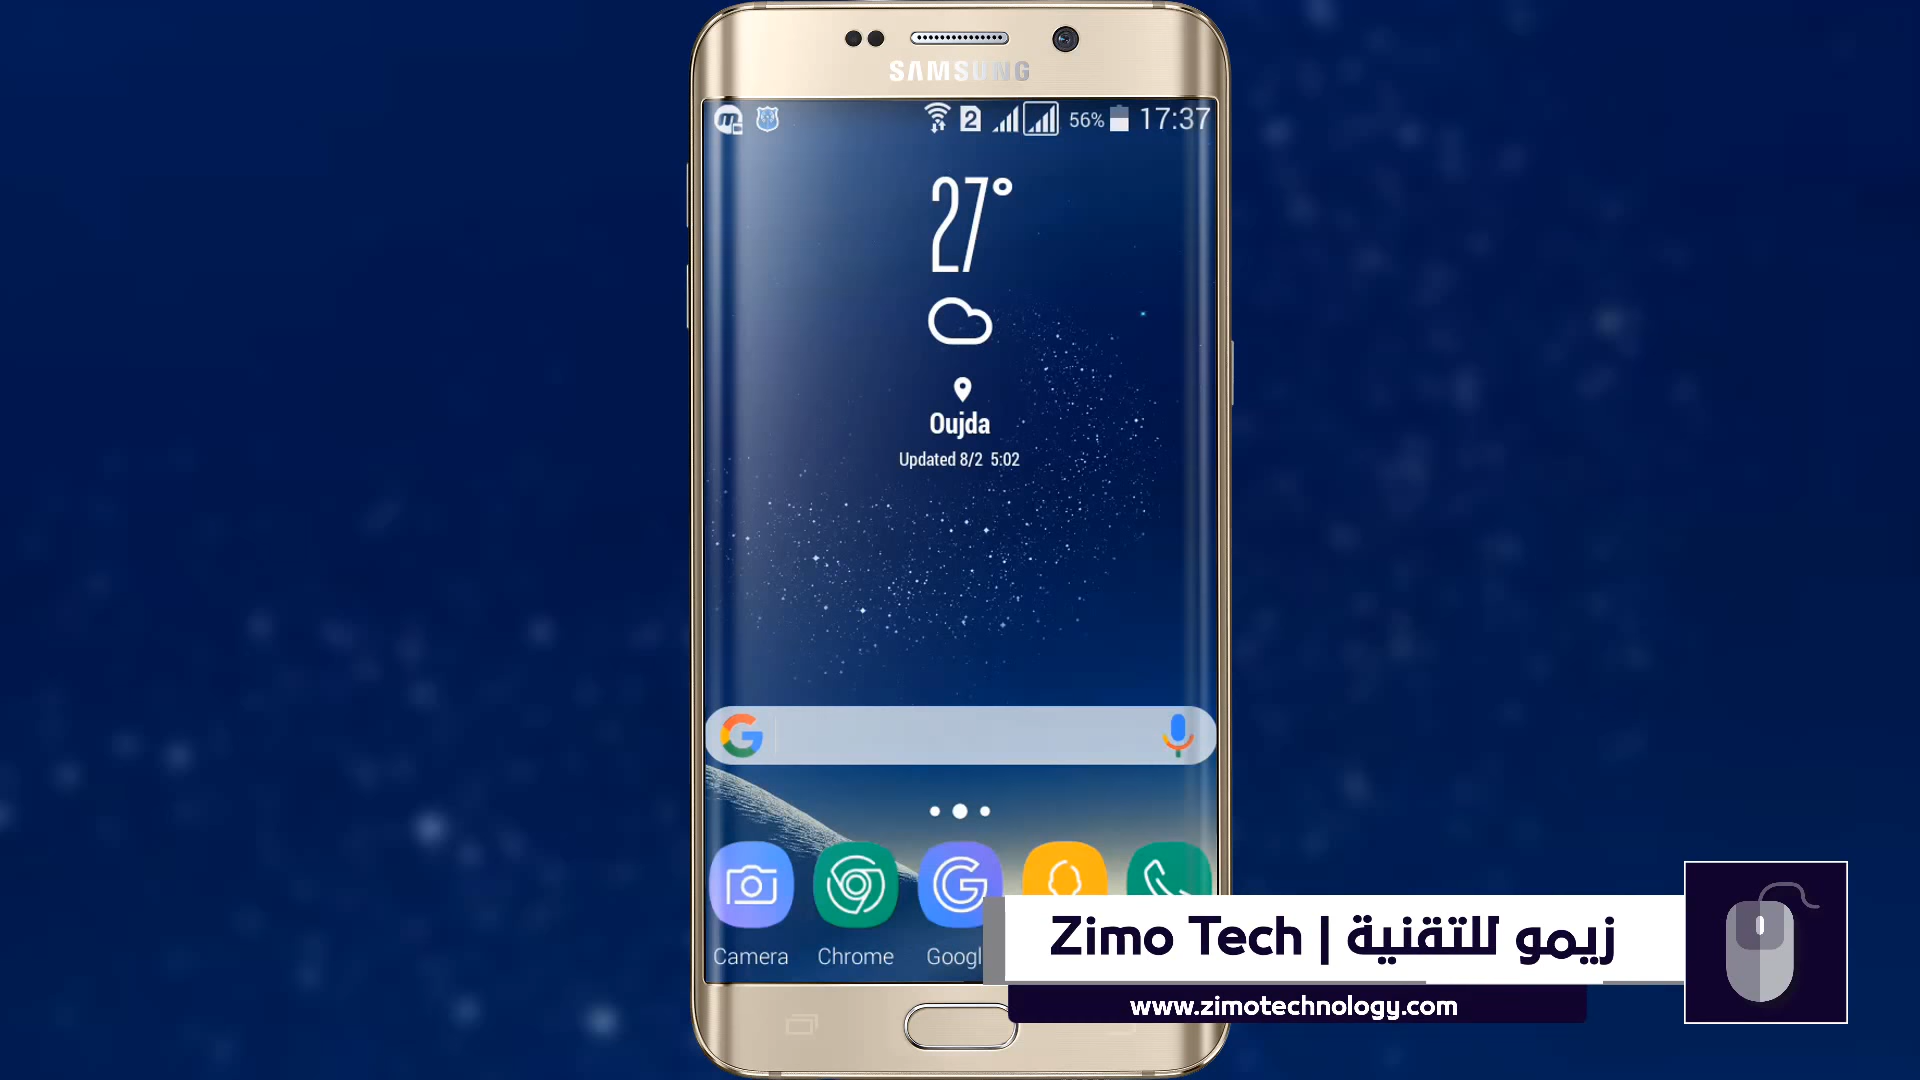 SAMSUNG
2 56% 17:37
27°
Oujda
Updated 8/2 5:02
Camera Chrome Googl
Zimo Tech | زيمو للتقنية
www.zimotechnology.com